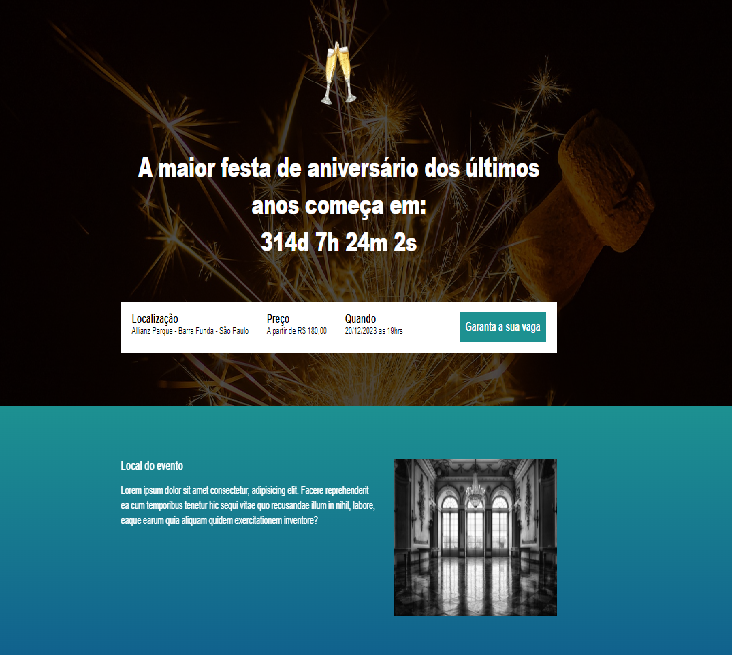 A maior festa de aniversário dos últimos
anos começa em:
314d 7h 24m 2s
Localização
Preço
Quando
Allianz Parque - Barra Funda - São Paulo
A partir de R$ 180,00
20/12/2023 às 19hrs
Garanta a sua vaga
Local do evento
Lorem ipsum dolor sit amet consectetur, adipisicing elit. Facere reprehenderit
ea cum temporibus tenetur hic sequi vitae quo recusandae illum in nihil, labore,
eaque earum quia aliquam quidem exercitationem inventore?